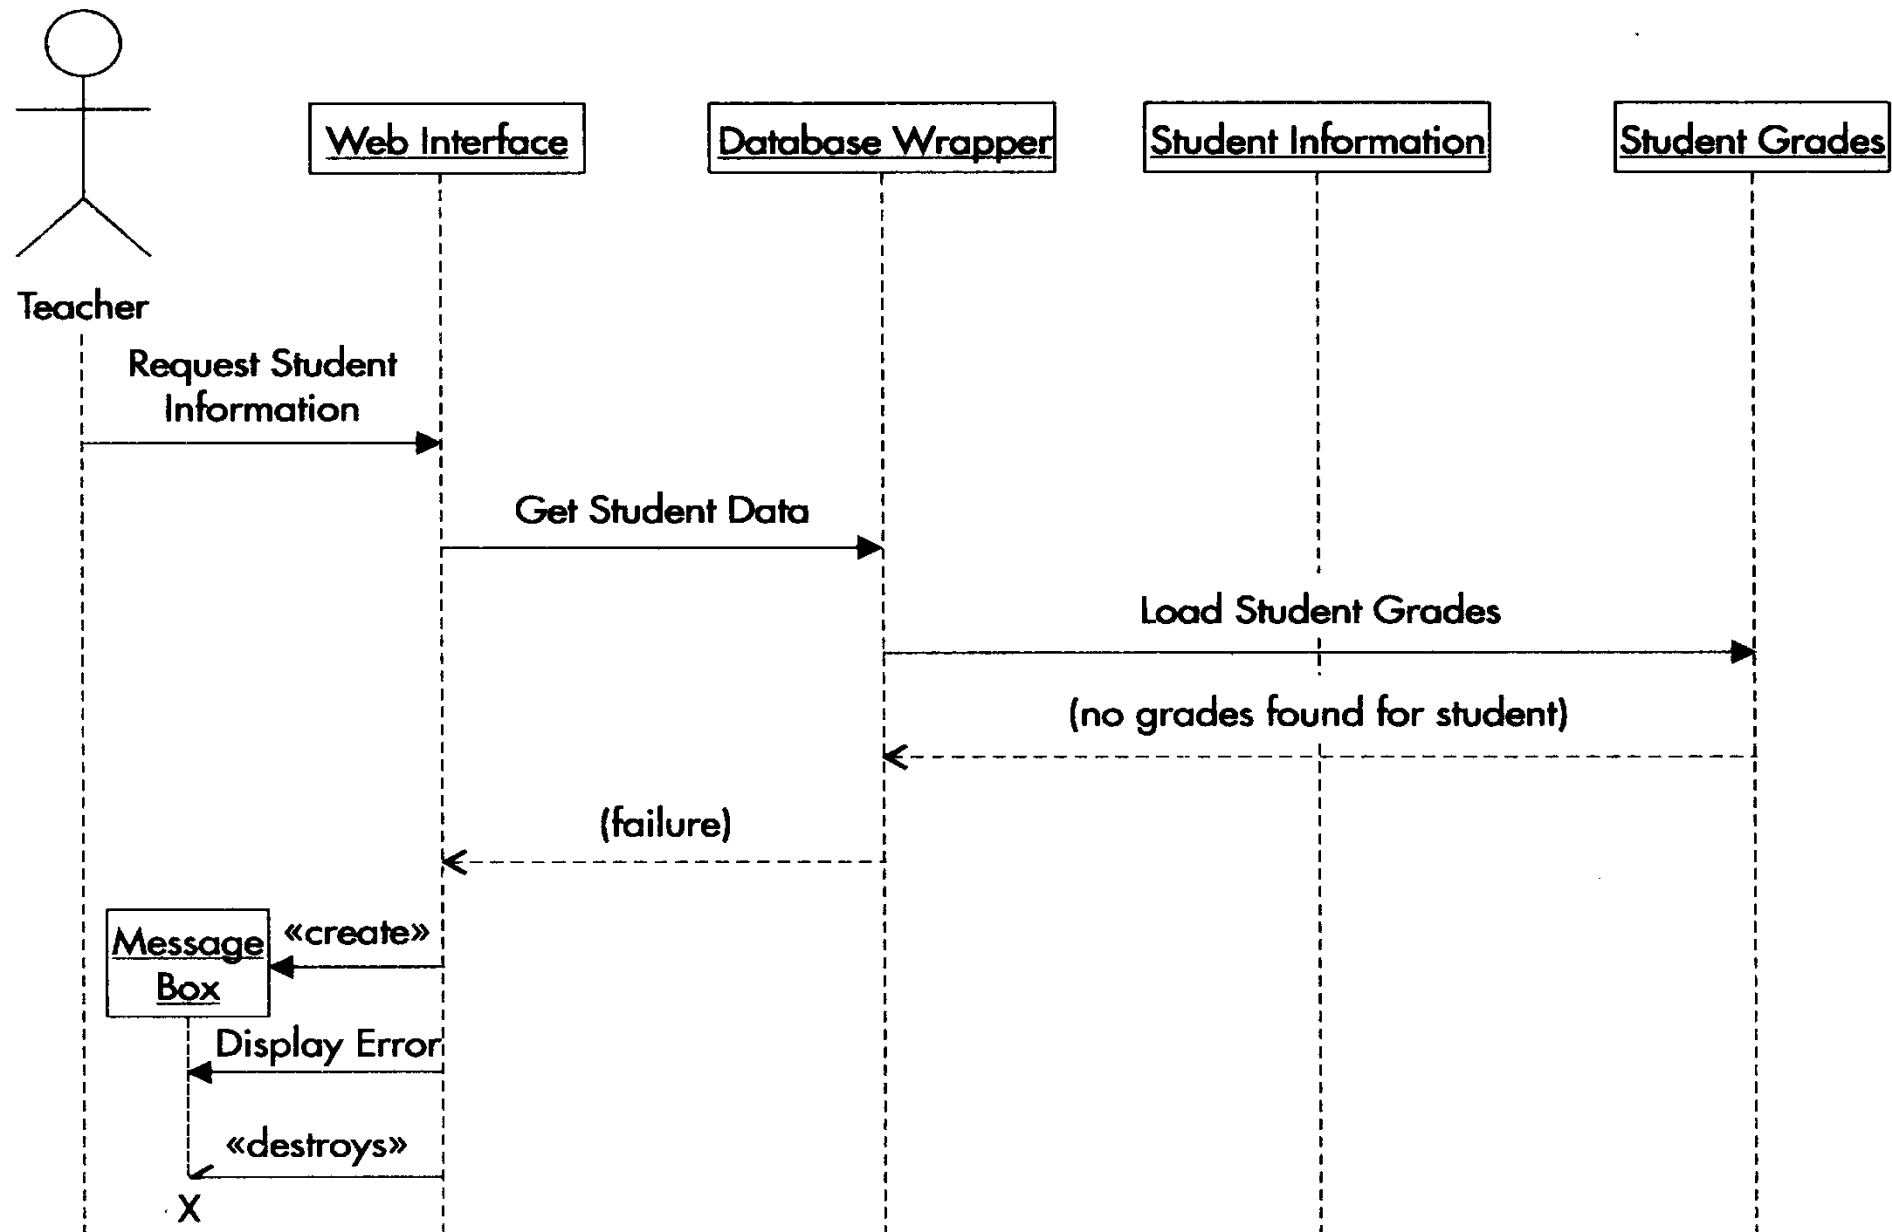 Web Interface
Database Wrapper
Student Information
Student Grades
Teacher
Request Student
Information
Get Student Data
Load Student Grades
(no grades found for student)
(failure)
Message
Box
«create»
Display Error
«destroys»
X